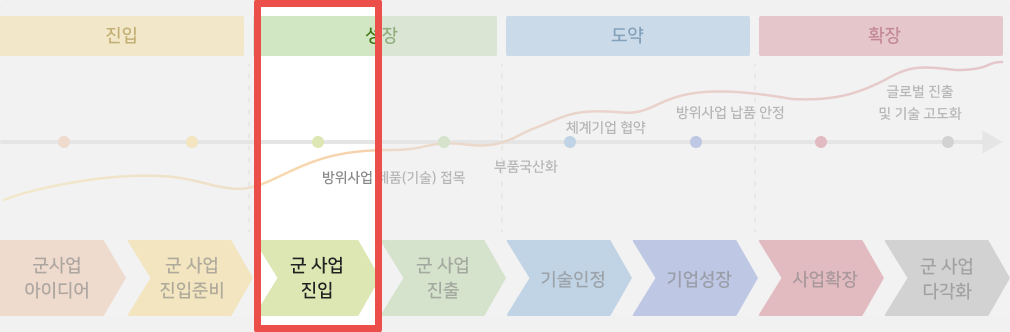 진입
성장
도약
확장
글로벌 진출
및 기술 고도화
방위사업 납품 안정
체계기업 협약
부품국산화
방위사업 제품(기술) 접목
군사업
아이디어
군 사업
진입준비
군 사업
진입
군 사업
진출
기술인정
기업성장
사업확장
군 사업
다각화